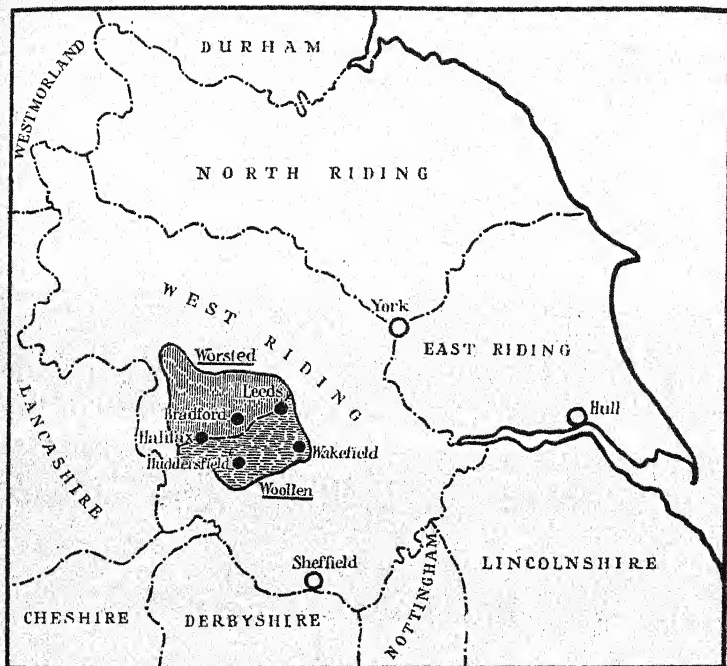 DURHAM
WESTMORLAND
NORTH RIDING
WEST RIDING
York
EAST RIDING
Worsted
Leeds
Bradford
Hull
Halifax
Wakefield
Huddersfield
Woollen
LANCASHIRE
Sheffield
LINCOLNSHIRE
NOTTINGHAM
CHESHIRE
DERBYSHIRE